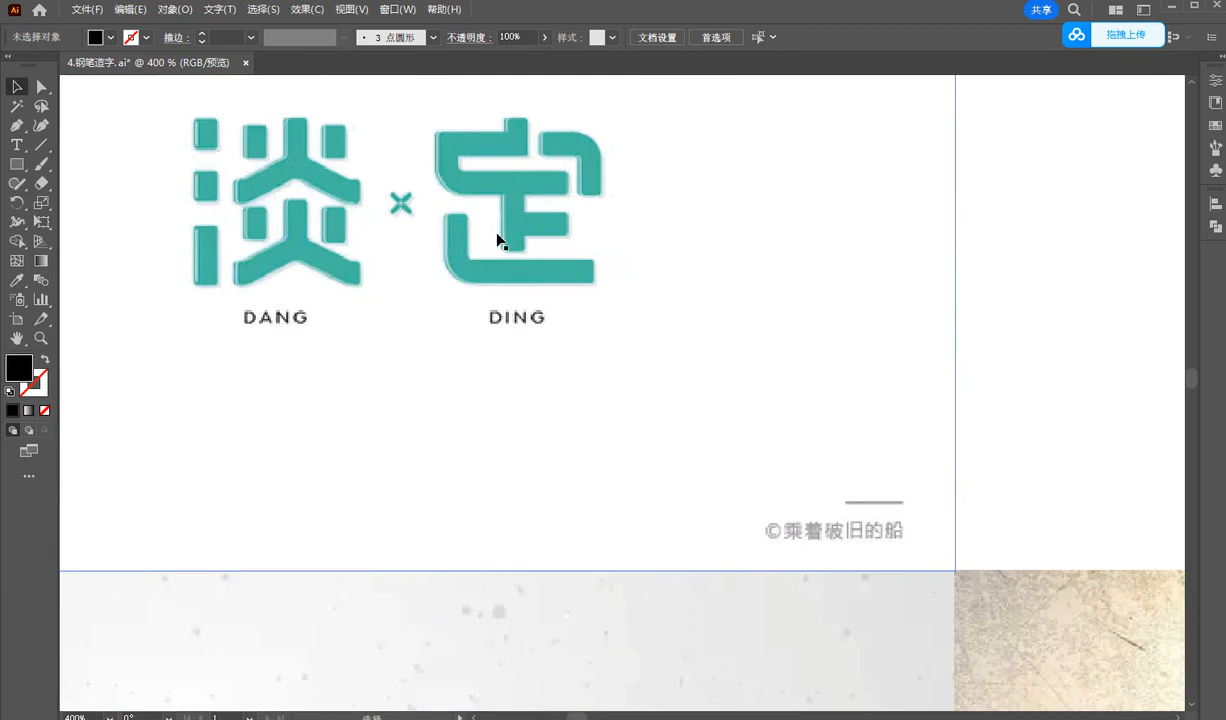 Ai 文件(F) 编辑(E) 对象(O) 文字(T) 选择(S) 效果(C) 视图(V) 窗口(W) 帮助(H) 共享
未选择对象 描边: 3 点圆形 不透明度: 100% 样式: 文档设置 首选项 拖拽上传
4.钢笔造字.ai* @ 400 % (RGB/预览) ×
淡 × 定
DANG DING
©乘着破旧的船
400% 0° 1 选择